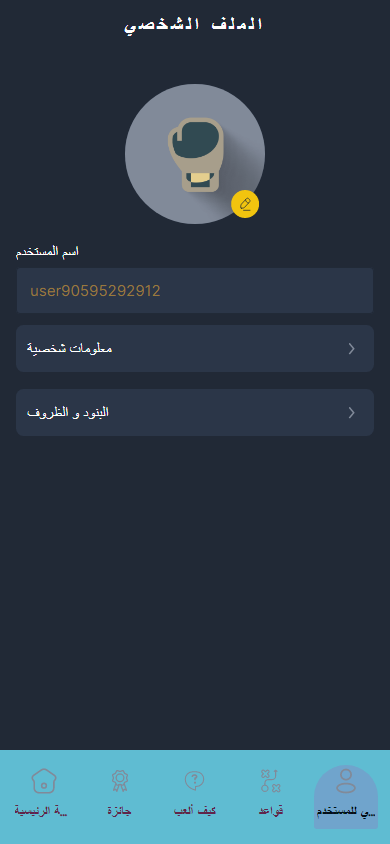 الملف الشخصي
اسم المستخدم
user90595292912
معلومات شخصية
البنود و الظروف
ة الرئيسية...
جائزة
كيف ألعب
قواعد
ي للمستخدم...